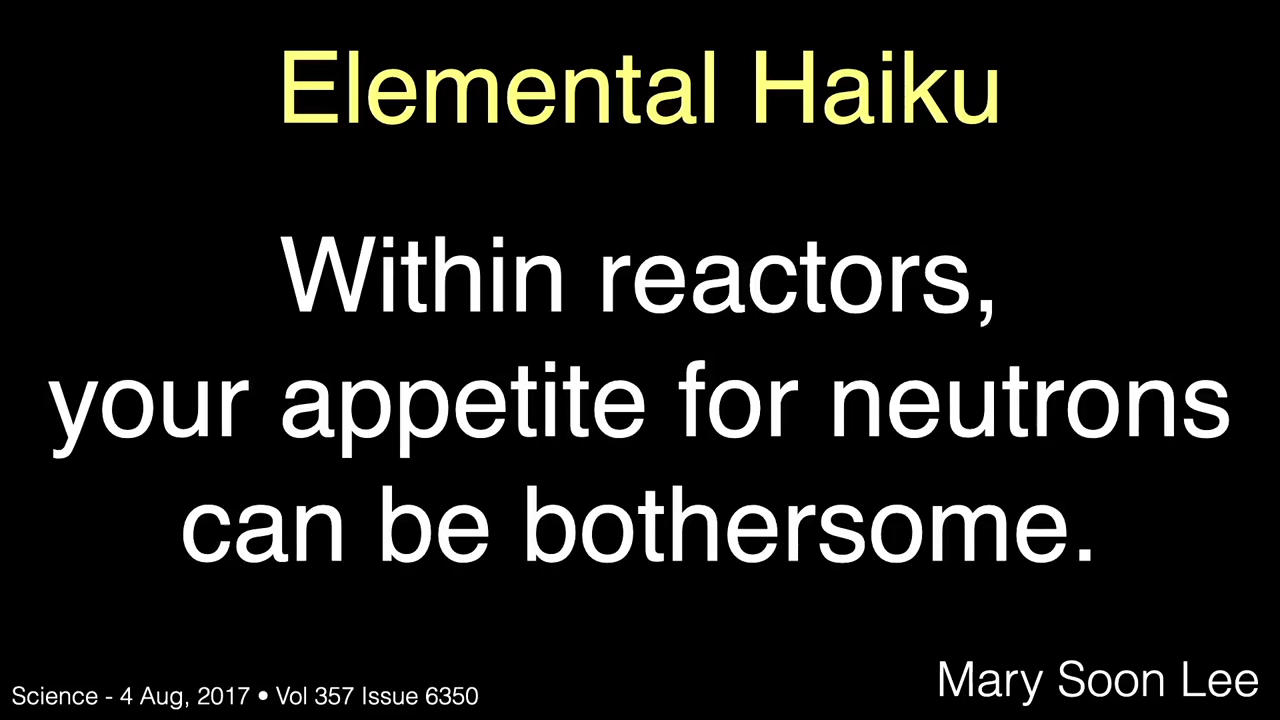 Elemental Haiku
Within reactors,
your appetite for neutrons
can be bothersome.
Mary Soon Lee
Science - 4 Aug, 2017 • Vol 357 Issue 6350